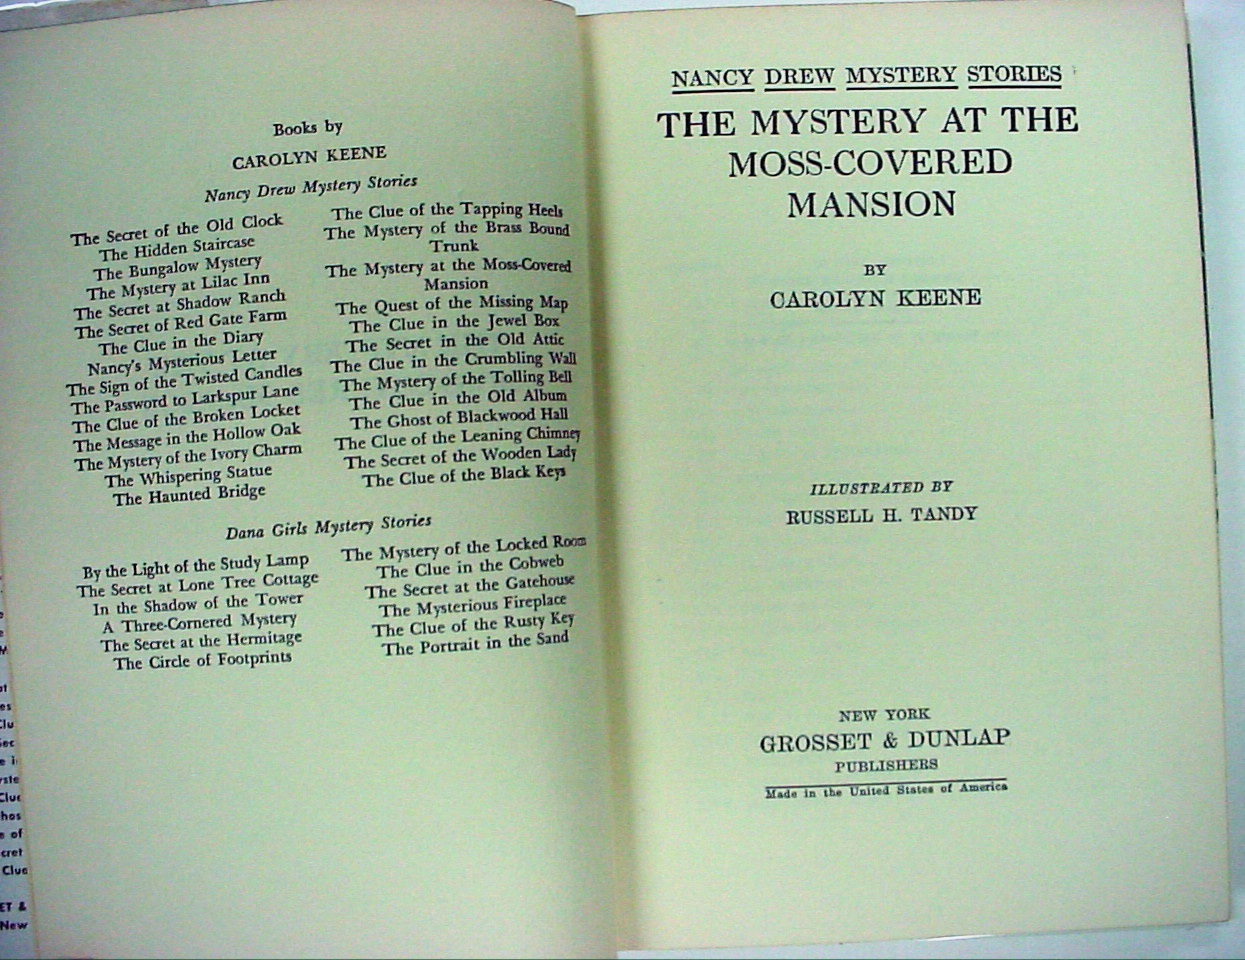 Books by
CAROLYN KEENE
Nancy Drew Mystery Stories
The Secret of the Old Clock
The Hidden Staircase
The Bungalow Mystery
The Mystery at Lilac Inn
The Secret at Shadow Ranch
The Secret of Red Gate Farm
The Clue in the Diary
Nancy's Mysterious Letter
The Sign of the Twisted Candles
The Password to Larkspur Lane
The Clue of the Broken Locket
The Message in the Hollow Oak
The Mystery of the Ivory Charm
The Whispering Statue
The Haunted Bridge
The Clue of the Tapping Heels
The Mystery of the Brass Bound
Trunk
The Mystery at the Moss-Covered
Mansion
The Quest of the Missing Map
The Clue in the Jewel Box
The Secret in the Old Attic
The Clue in the Crumbling Wall
The Mystery of the Tolling Bell
The Clue in the Old Album
The Ghost of Blackwood Hall
The Clue of the Leaning Chimney
The Secret of the Wooden Lady
The Clue of the Black Keys
Dana Girls Mystery Stories
By the Light of the Study Lamp
The Secret at Lone Tree Cottage
In the Shadow of the Tower
A Three-Cornered Mystery
The Secret at the Hermitage
The Circle of Footprints
The Mystery of the Locked Room
The Clue in the Cobweb
The Secret at the Gatehouse
The Mysterious Fireplace
The Clue of the Rusty Key
The Portrait in the Sand
NANCY DREW MYSTERY STORIES
THE MYSTERY AT THE
MOSS-COVERED
MANSION
BY
CAROLYN KEENE
ILLUSTRATED BY
RUSSELL H. TANDY
NEW YORK
GROSSET & DUNLAP
PUBLISHERS
Made in the United States of America
Clue
of
Clue
ET &
New